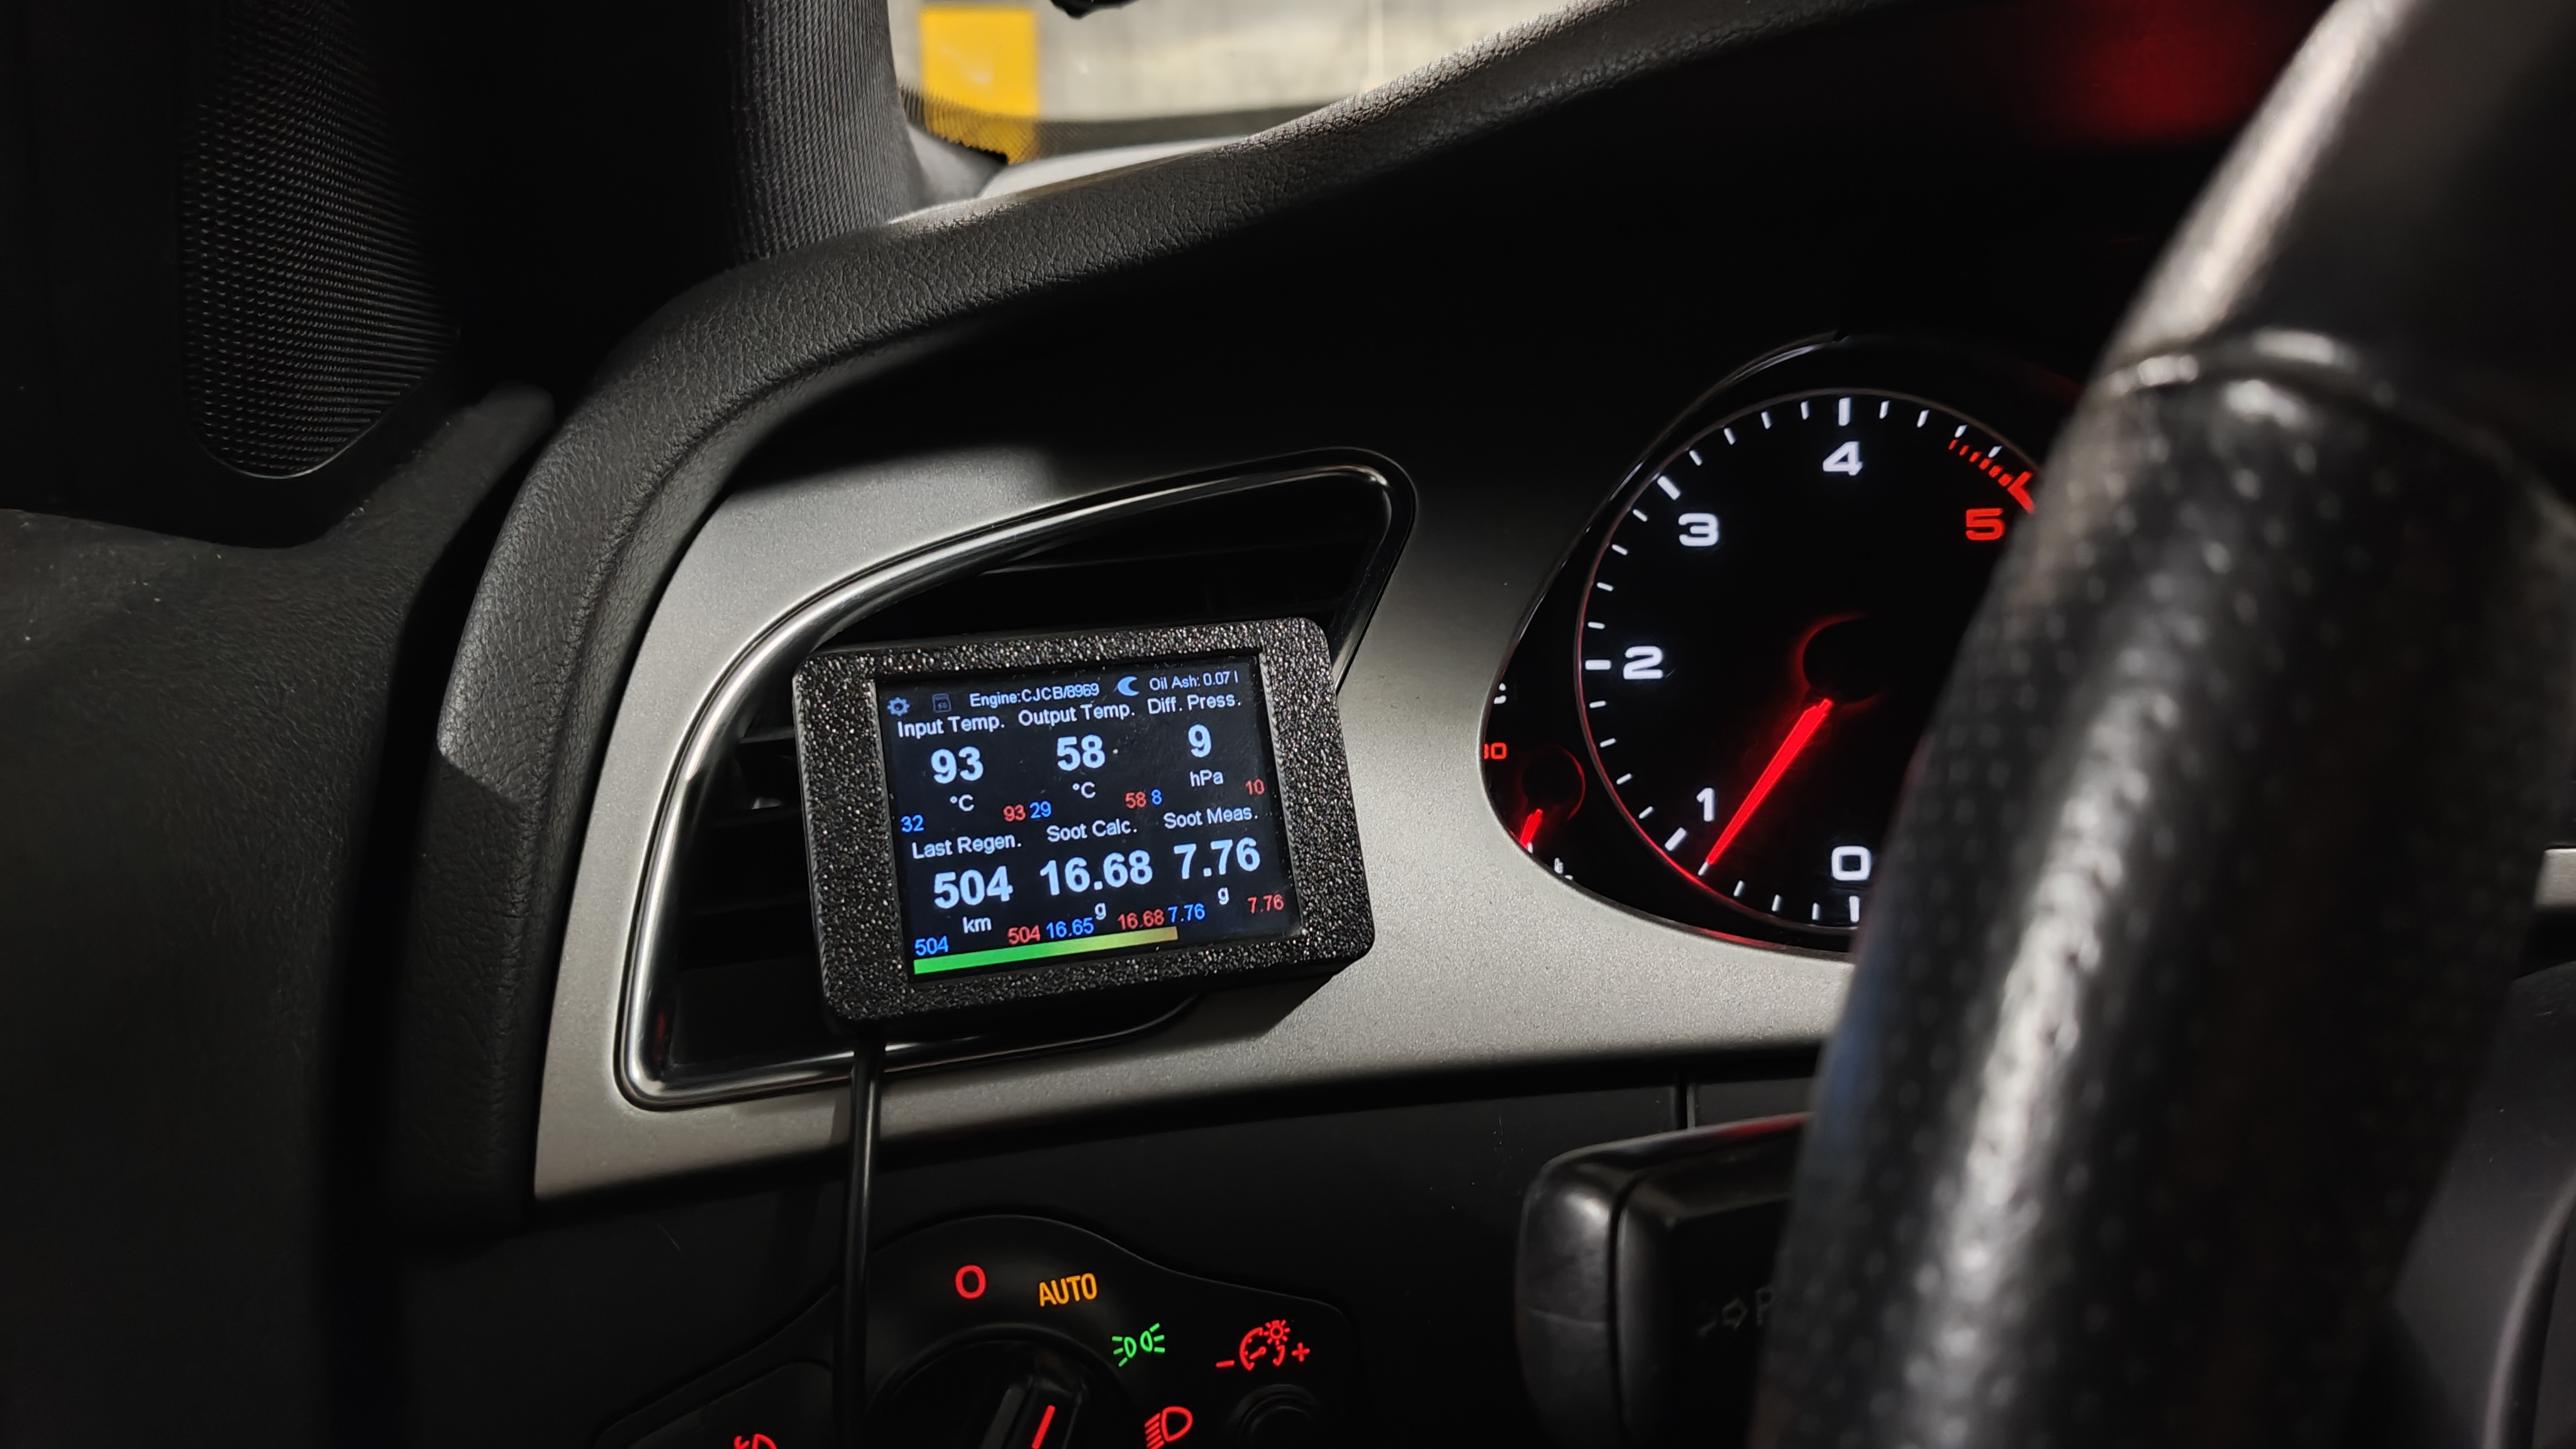 Engine:CJCB/8969 Oil Ash: 0.07 l
Input Temp. Output Temp. Diff. Press.
93 58 9
°C °C hPa
32 93 29 58 8 10
Last Regen. Soot Calc. Soot Meas.
504 16.68 7.76
km g g
504 504 16.65 16.68 7.76 7.76
0 1 2 3 4 5
O AUTO
- +